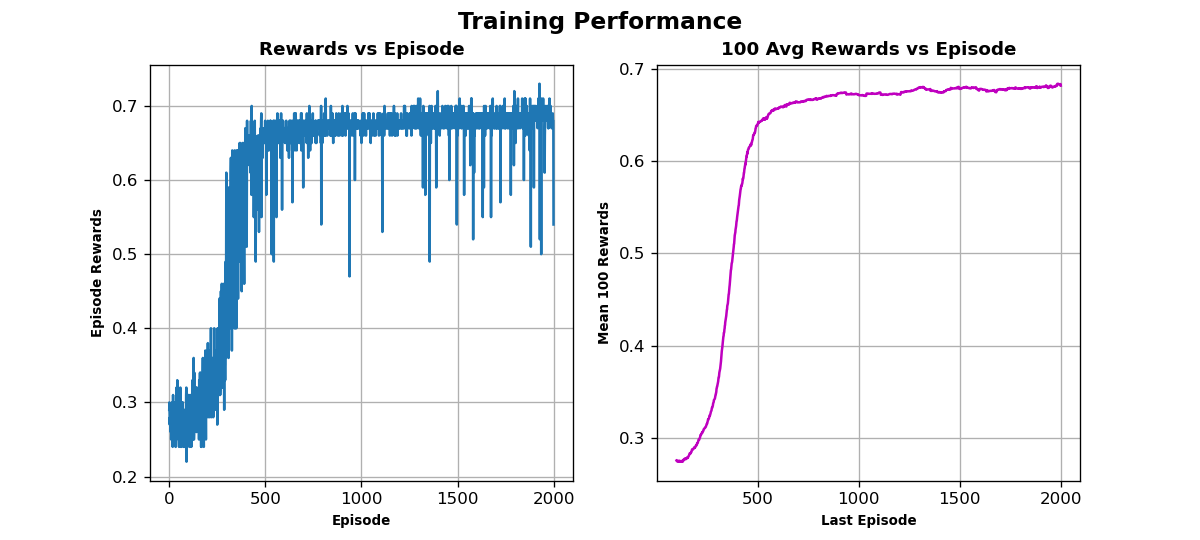 Training Performance
Rewards vs Episode
0.7
0.6
0.5
0.4
0.3
0.2
Episode Rewards
0 500 1000 1500 2000
Episode
100 Avg Rewards vs Episode
0.7
0.6
0.5
0.4
0.3
Mean 100 Rewards
500 1000 1500 2000
Last Episode